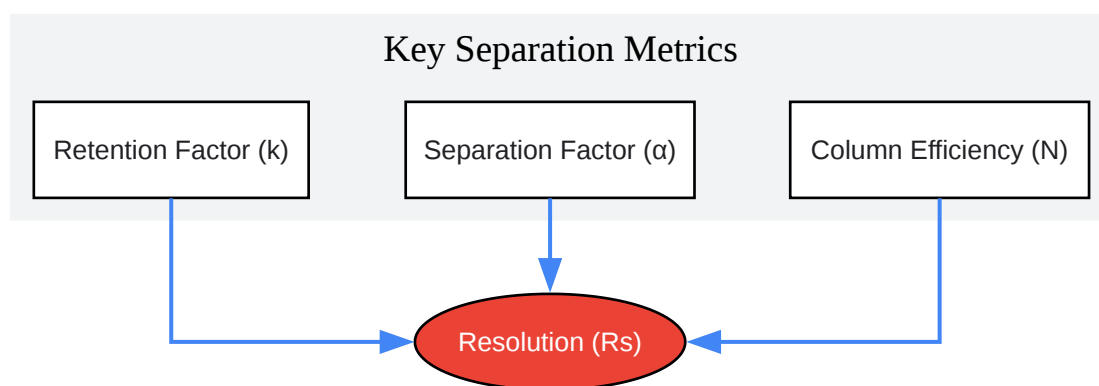 Key Separation Metrics
Retention Factor (k)
Separation Factor (α)
Column Efficiency (N)
Resolution (Rs)